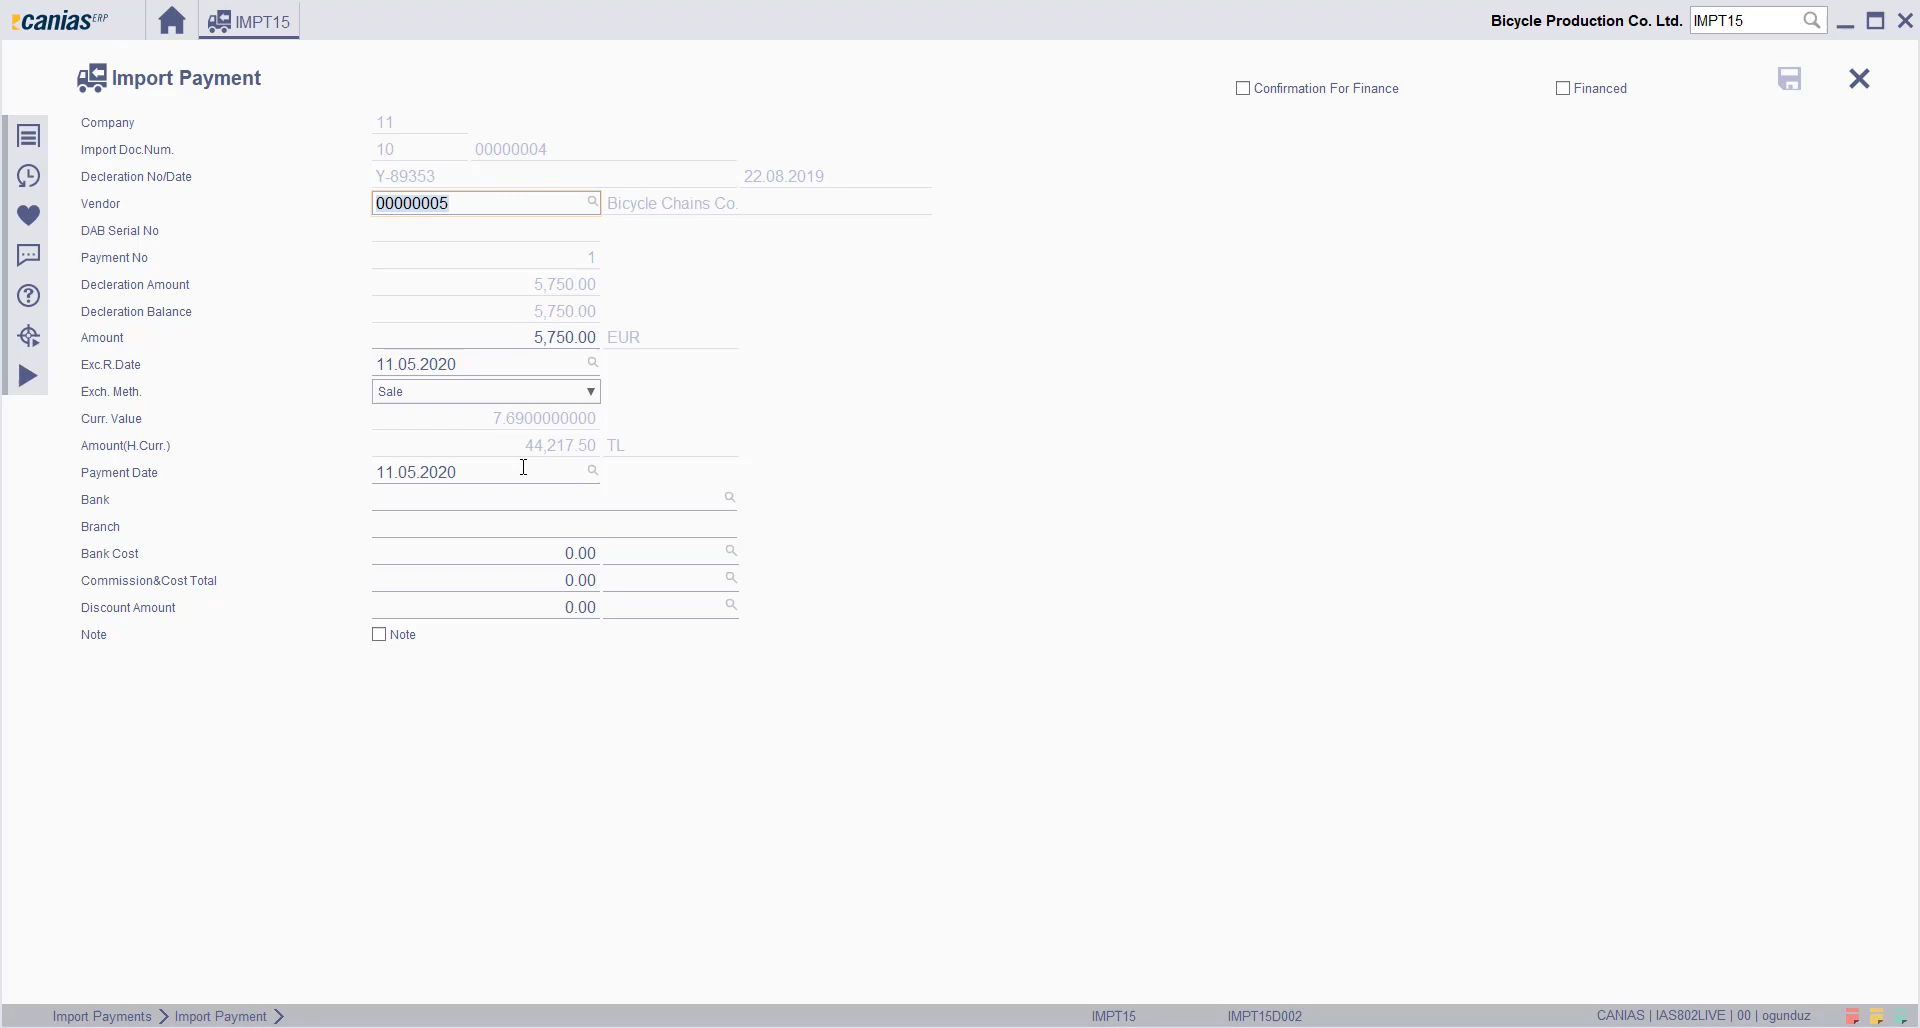 canias ERP IMPT15 Bicycle Production Co. Ltd. IMPT15
Import Payment
Confirmation For Finance Financed
Company 11
Import Doc.Num. 10 00000004
Decleration No/Date Y-89353 22.08.2019
Vendor 00000005 Bicycle Chains Co.
DAB Serial No
Payment No 1
Decleration Amount 5,750.00
Decleration Balance 5,750.00
Amount 5,750.00 EUR
Exc.R.Date 11.05.2020
Exch. Meth. Sale
Curr. Value 7.6900000000
Amount(H.Curr.) 44,217.50 TL
Payment Date 11.05.2020
Bank
Branch
Bank Cost 0.00
Commission&Cost Total 0.00
Discount Amount 0.00
Note Note
Import Payments Import Payment IMPT15 IMPT15D002 CANIAS | IAS802LIVE | 00 | ogunduz